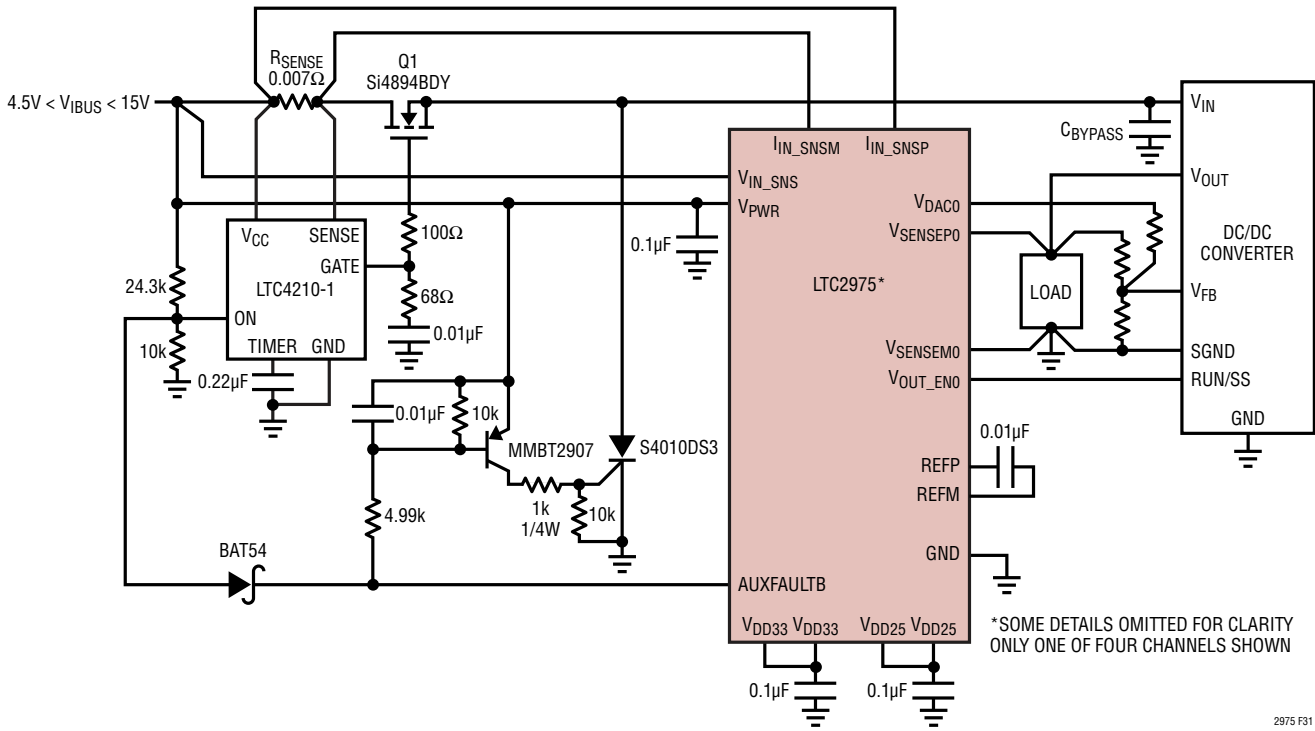 RSENSE
0.007Ω
Q1
Si4894BDY
4.5V < VIBUS < 15V
VIN
CBYPASS
IIN_SNSM IIN_SNSP
VIN_SNS
VPWR
VDAC0
VSENSEP0
VOUT
DC/DC
CONVERTER
VCC SENSE
GATE
LTC4210-1
ON
TIMER GND
100Ω
68Ω
0.01µF
0.1µF
24.3k
10k
0.22µF
LTC2975*
LOAD
VFB
VSENSEM0
VOUT_EN0
SGND
RUN/SS
GND
0.01µF
10k
MMBT2907
S4010DS3
1k
1/4W
10k
4.99k
0.01µF
REFP
REFM
GND
BAT54
AUXFAULTB
VDD33 VDD33 VDD25 VDD25
0.1µF
0.1µF
*SOME DETAILS OMITTED FOR CLARITY
ONLY ONE OF FOUR CHANNELS SHOWN
2975 F31